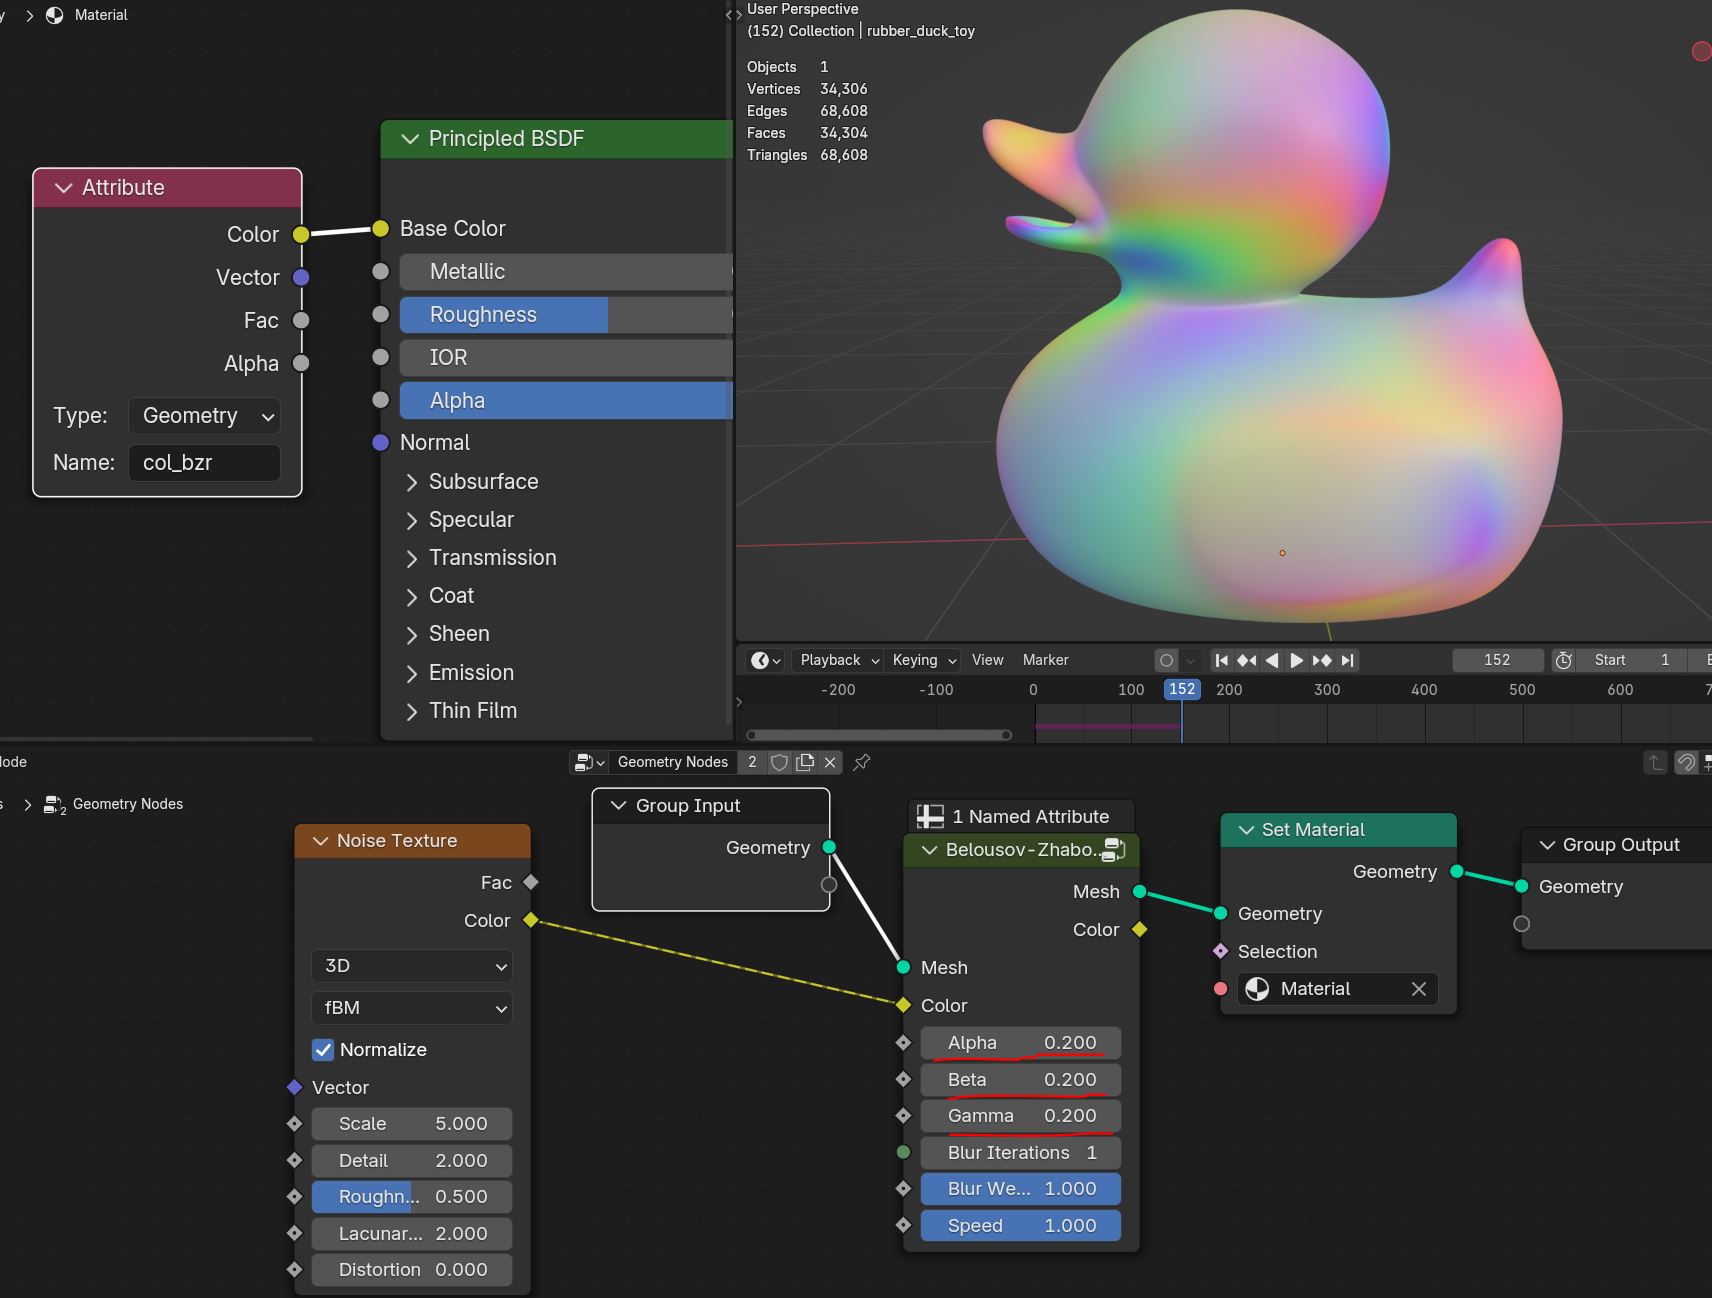 y > Material
Attribute
Color
Vector
Fac
Alpha
Type: Geometry
Name: col_bzr
Principled BSDF
Base Color
Metallic
Roughness
IOR
Alpha
Normal
Subsurface
Specular
Transmission
Coat
Sheen
Emission
Thin Film
User Perspective
(152) Collection | rubber_duck_toy
Objects 1
Vertices 34,306
Edges 68,608
Faces 34,304
Triangles 68,608
Playback Keying View Marker 152 Start 1
-200 -100 0 100 152 200 300 400 500 600 7
Geometry Nodes 2
s > 2 Geometry Nodes
Noise Texture
Fac
Color
3D
fBM
Normalize
Vector
Scale 5.000
Detail 2.000
Roughn... 0.500
Lacunar... 2.000
Distortion 0.000
Group Input
Geometry
1 Named Attribute
Belousov-Zhabo..
Mesh
Color
Mesh
Color
Alpha 0.200
Beta 0.200
Gamma 0.200
Blur Iterations 1
Blur We... 1.000
Speed 1.000
Set Material
Geometry
Geometry
Selection
Material
Group Output
Geometry